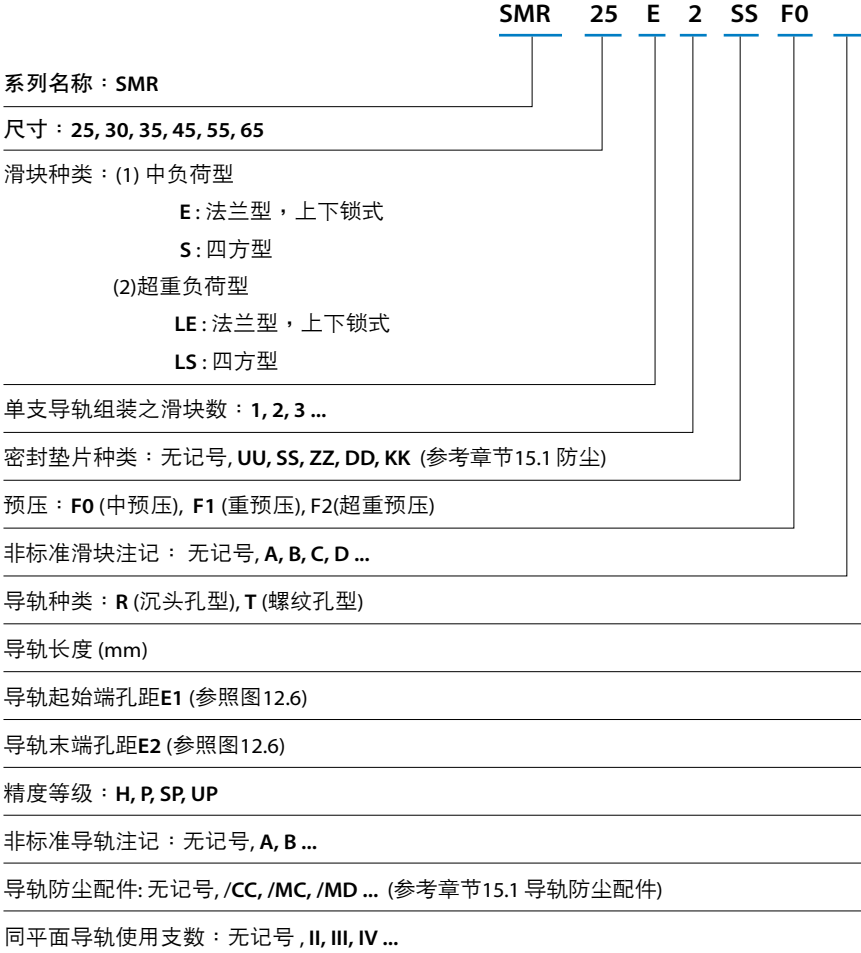 SMR 25 E 2 SS F0
系列名称：SMR
尺寸：25, 30, 35, 45, 55, 65
滑块种类：(1) 中负荷型
E : 法兰型，上下锁式
S : 四方型
(2)超重负荷型
LE : 法兰型，上下锁式
LS : 四方型
单支导轨组装之滑块数：1, 2, 3 ...
密封垫片种类：无记号, UU, SS, ZZ, DD, KK (参考章节15.1 防尘)
预压：F0 (中预压), F1 (重预压), F2(超重预压)
非标准滑块注记： 无记号, A, B, C, D ...
导轨种类：R (沉头孔型), T (螺纹孔型)
导轨长度 (mm)
导轨起始端孔距E1 (参照图12.6)
导轨末端孔距E2 (参照图12.6)
精度等级：H, P, SP, UP
非标准导轨注记：无记号, A, B ...
导轨防尘配件: 无记号, /CC, /MC, /MD ... (参考章节15.1 导轨防尘配件)
同平面导轨使用支数：无记号 , II, III, IV ...